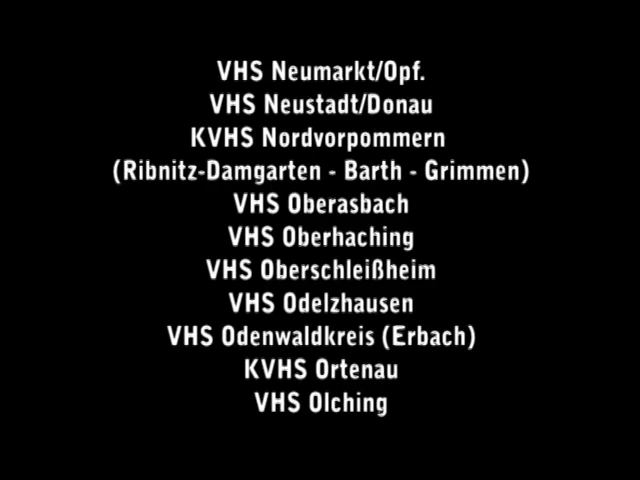 VHS Neumarkt/Opf.
VHS Neustadt/Donau
KVHS Nordvorpommern
(Ribnitz-Damgarten - Barth - Grimmen)
VHS Oberasbach
VHS Oberhaching
VHS Oberschleißheim
VHS Odelzhausen
VHS Odenwaldkreis (Erbach)
KVHS Ortenau
VHS Olching